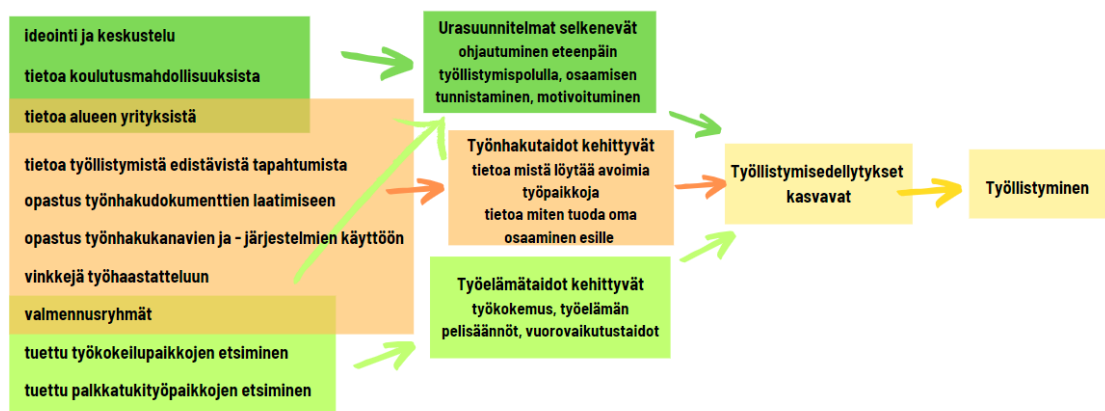 ideointi ja keskustelu
tietoa koulutusmahdollisuuksista
tietoa alueen yrityksistä
tietoa työllistymistä edistävistä tapahtumista
opastus työnhakudokumenttien laatimiseen
opastus työnhakukanavien ja - järjestelmien käyttöön
vinkkejä työhaastatteluun
valmennusryhmät
tuettu työkokeilupaikkojen etsiminen
tuettu palkkatukityöpaikkojen etsiminen
Urasuunnitelmat selkenevät
ohjautuminen eteenpäin
työllistymispolulla, osaamisen
tunnistaminen, motivoituminen
Työnhakutaidot kehittyvät
tietoa mistä löytää avoimia
työpaikkoja
tietoa miten tuoda oma
osaaminen esille
Työelämätaidot kehittyvät
työkokemus, työelämän
pelisäännöt, vuorovaikutustaidot
Työllistymisedellytykset
kasvavat
Työllistyminen